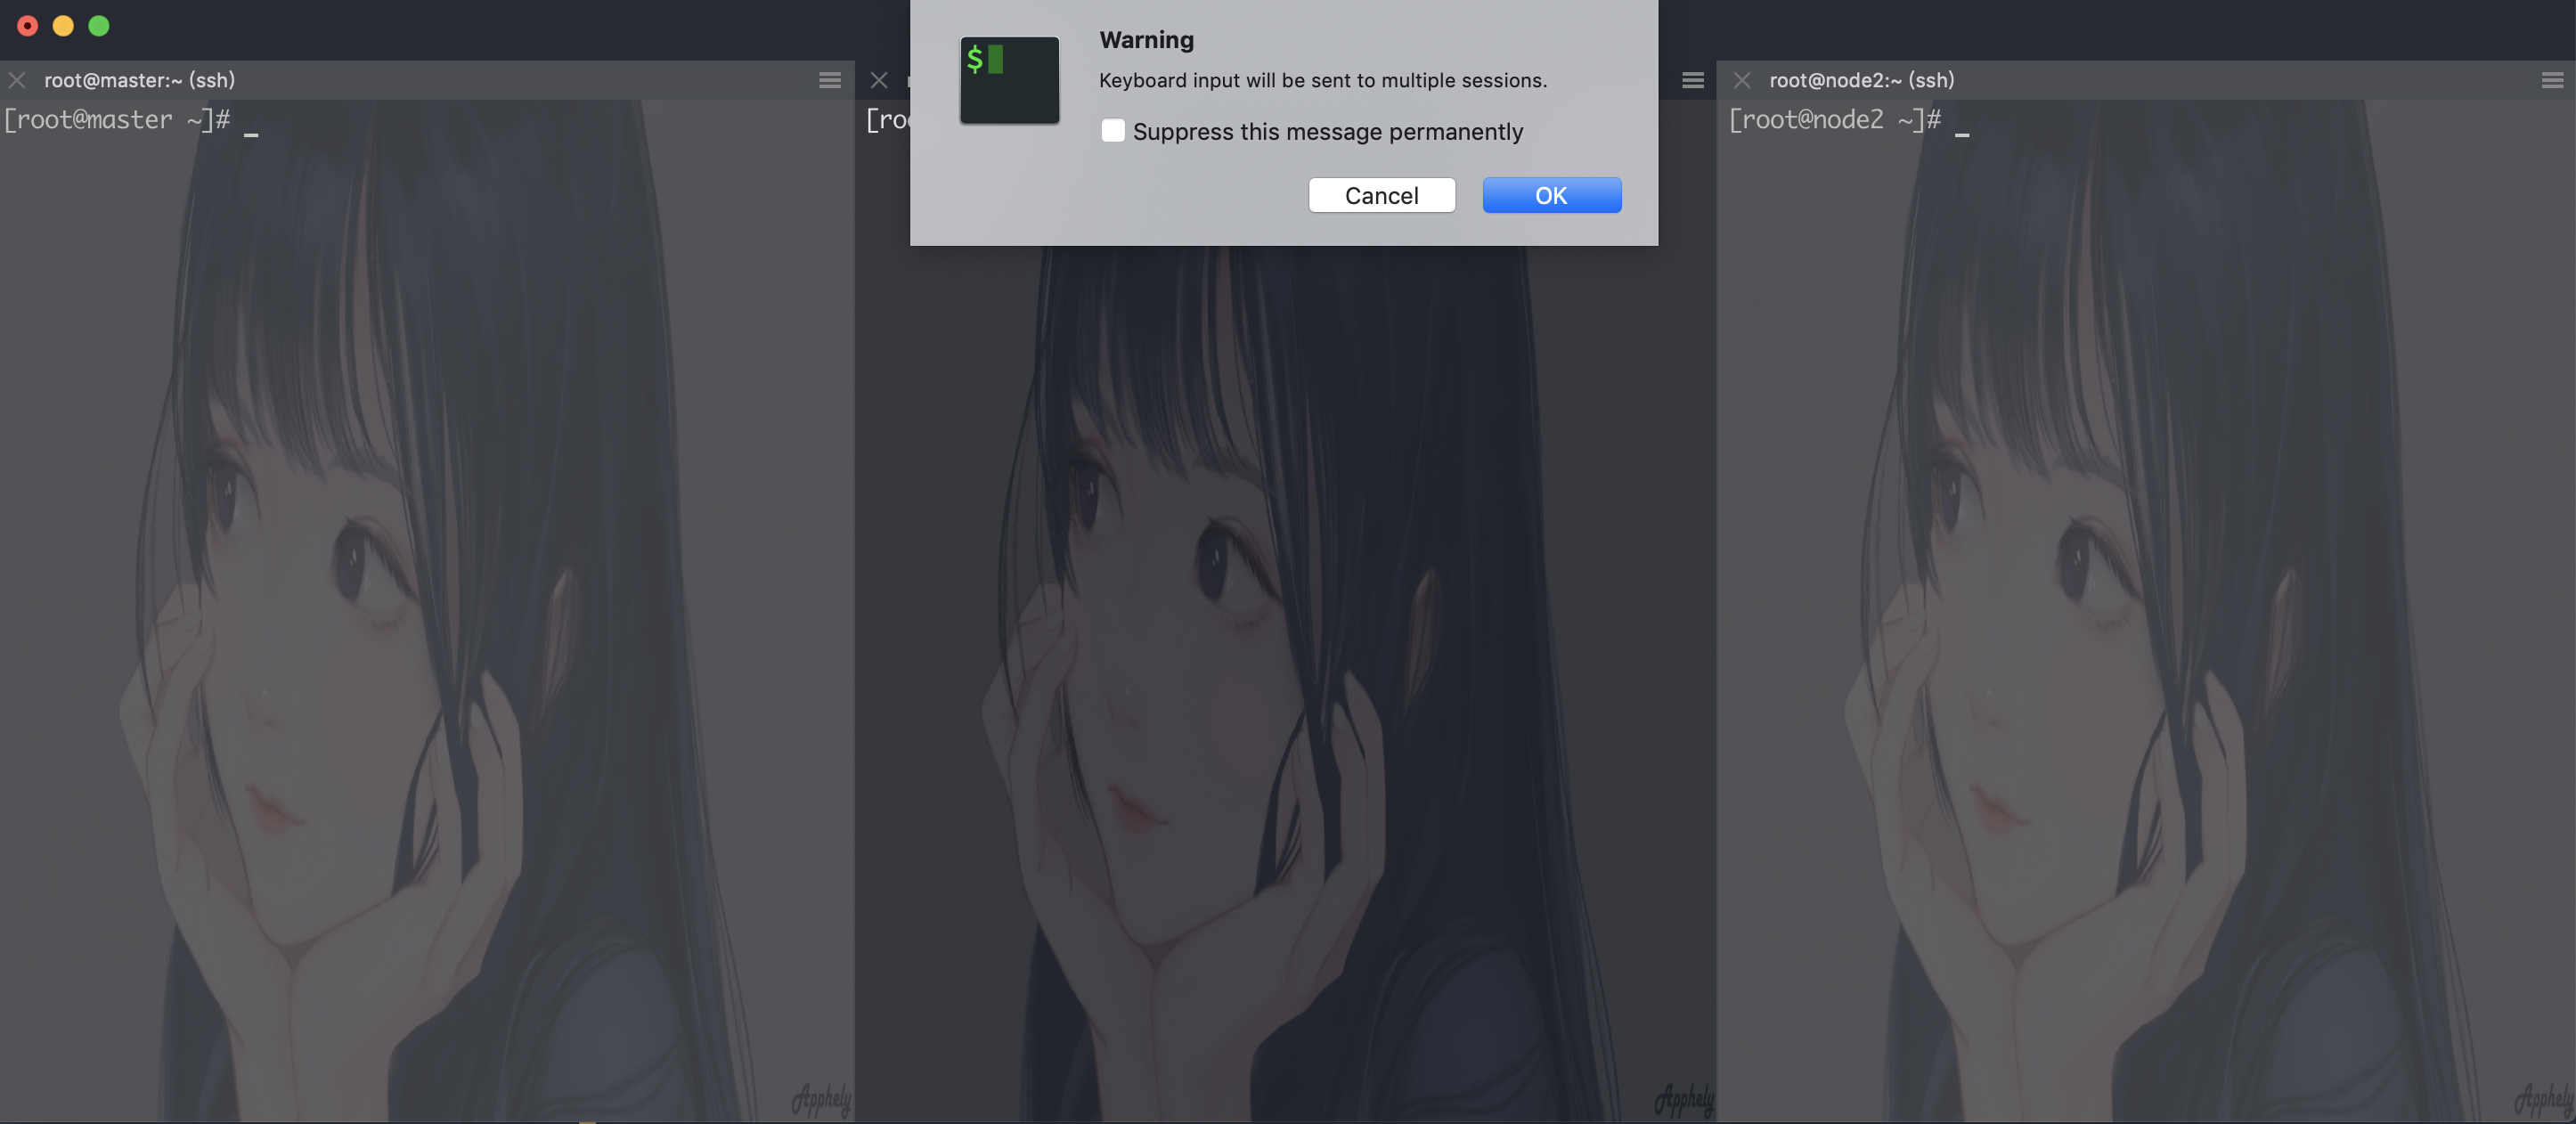 Warning
Keyboard input will be sent to multiple sessions.
Suppress this message permanently
Cancel
OK
$
root@master:~ (ssh)
[root@master ~]# _
[roo
root@node2:~ (ssh)
[root@node2 ~]# _
Apphely
Apphely
Apphely